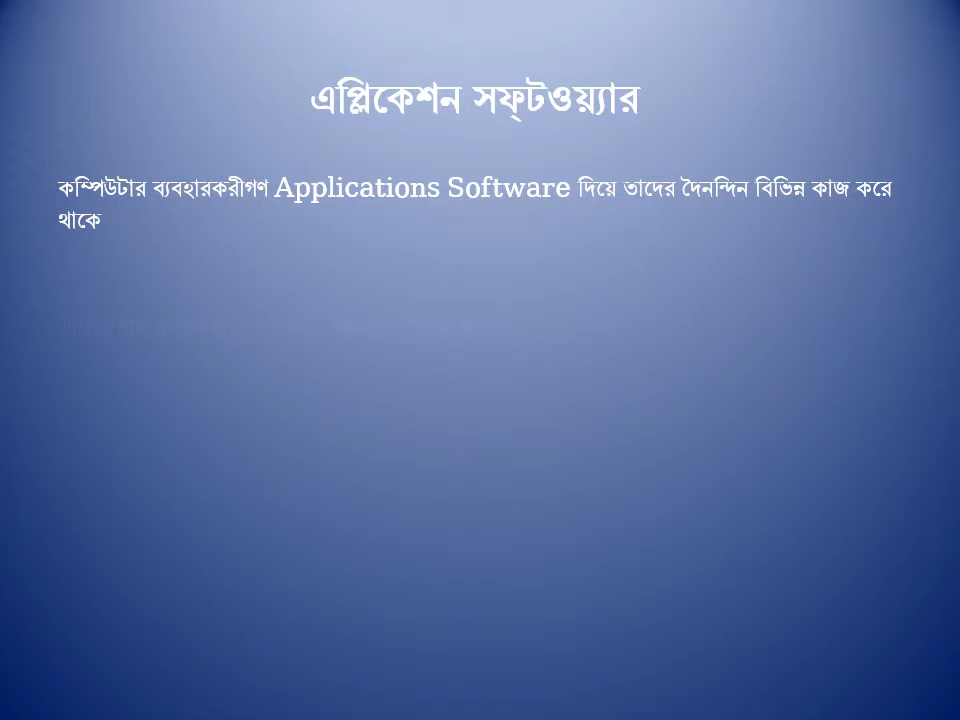 এপ্লিকেশন সফ্টওয়্যার
কম্পিউটার ব্যবহারকরীগণ Applications Software দিয়ে তাদের দৈনন্দিন বিভিন্ন কাজ করে
থাকে